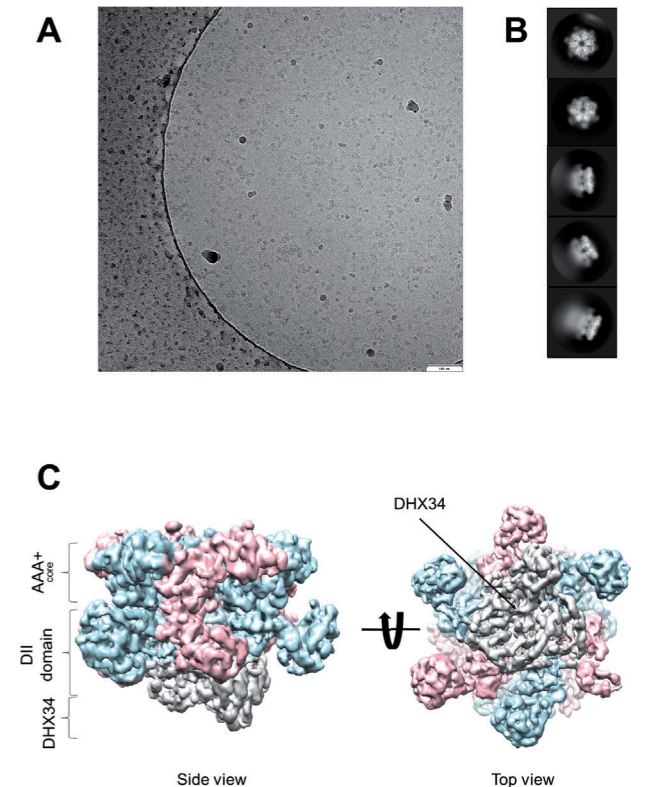 A
B
C
DHX34
AAA+
core
DII
domain
DHX34
Side view
Top view